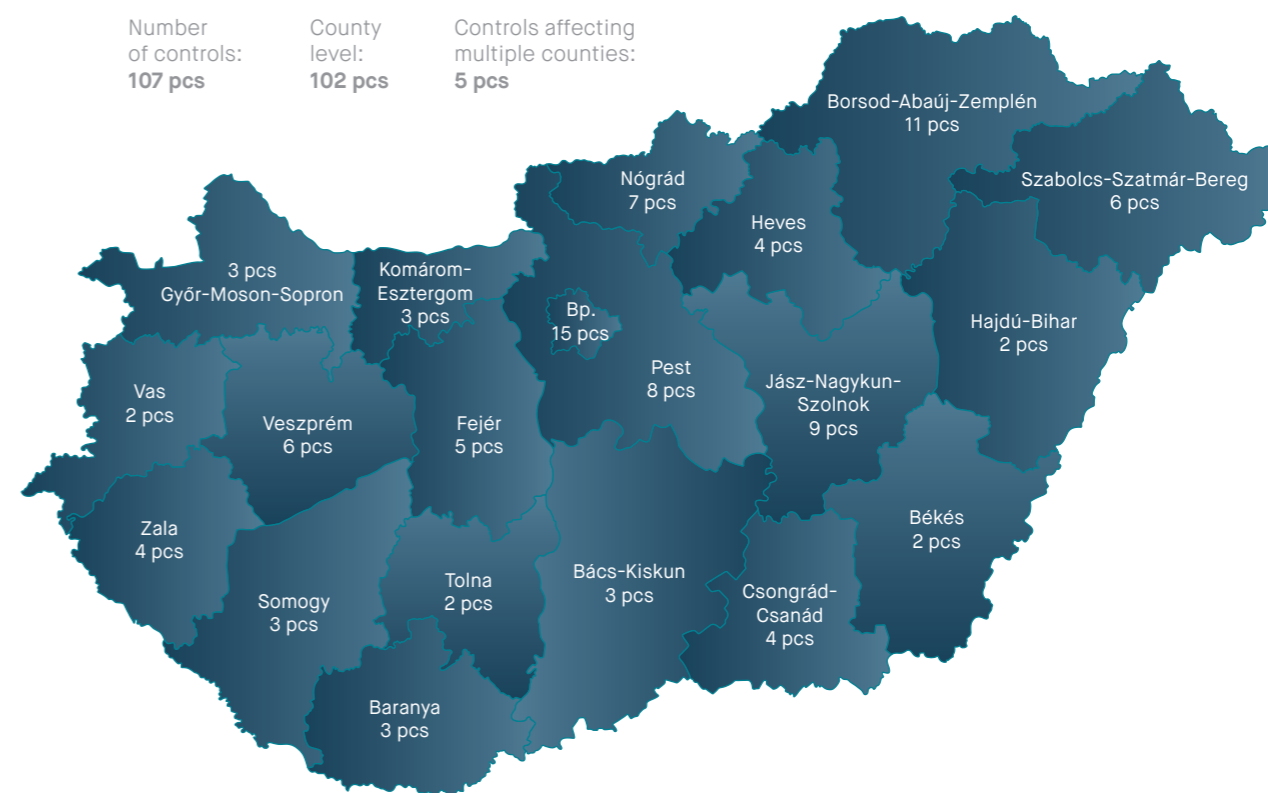 Number
of controls:
107 pcs
County
level:
102 pcs
Controls affecting
multiple counties:
5 pcs
Borsod-Abaúj-Zemplén
11 pcs
Szabolcs-Szatmár-Bereg
6 pcs
Nógrád
7 pcs
Heves
4 pcs
3 pcs
Győr-Moson-Sopron
Komárom-
Esztergom
3 pcs
Bp.
15 pcs
Hajdú-Bihar
2 pcs
Pest
8 pcs
Jász-Nagykun-
Szolnok
9 pcs
Vas
2 pcs
Veszprém
6 pcs
Fejér
5 pcs
Békés
2 pcs
Zala
4 pcs
Somogy
3 pcs
Tolna
2 pcs
Bács-Kiskun
3 pcs
Csongrád-
Csanád
4 pcs
Baranya
3 pcs